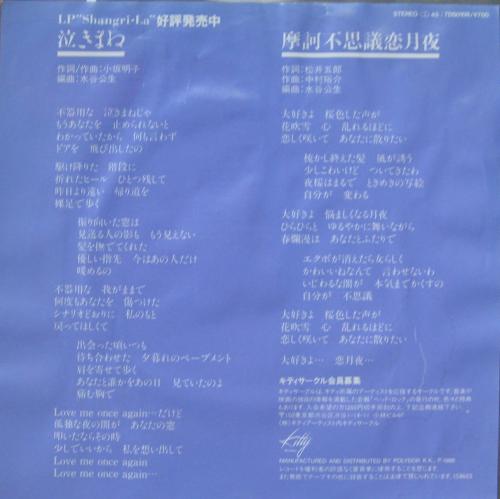 LP"Shangri-La"好評発売中
泣きまね
作詞/作曲:小坂明子
編曲:水谷公生
不器用な 泣きまねじゃ
もうあなたを 止められないと
わかっていたから 何も言わず
ドアを 飛び出したの
駆け降りた 階段に
折れたヒール ひとつ残して
昨日より遠い 帰り道を
裸足で歩く
振り向いた窓は
見送る人の影も もう見えない
髪を撫でてくれた
優しい指先 今はあの人だけ
暖めるの
不器用な 我がままで
何度もあなたを 傷つけた
シナリオどおりに 私のもと
戻ってほしくて
出会った頃いつも
待ち合わせた 夕暮れのペーブメント
肩を寄せて歩く
あなたと誰かをあの日 見ていたのよ
痛む胸で
Love me once again…だけど
孤独な夜の闇が あなたの窓
明いたならその時
少しでいいから 私を想い出して
Love me once again…
Love me once again…
STEREO 45 7DS0108/¥700
摩訶不思議恋月夜
作詞:松井五郎
作曲:中村裕介
編曲:水谷公生
大好きよ 桜色した声が
花吹雪 心 乱れるほどに
恋しく咲いて あなたに散りたい
梳かし終えた髪 風が誘う
少しこわいけど ついてきたわ
夜桜はまるで ときめきの写絵
自分が 変わる
大好きよ 悩ましくなる月夜
ひらひらと ゆるやかに舞いながら
春爛漫は あなたとふたりで
エクボが消えたら女らしく
かわいいねなんて 言わせないわ
いじわるな闇が 本気までかくすの
自分が 不思議
大好きよ 桜色した声が
花吹雪 心 乱れるほどに
恋しく咲いて あなたに散りたい
大好きよ… 恋月夜…
キティサークル会員募集
Kitty
MANUFACTURED AND DISTRIBUTED BY POLYDOR K.K.,